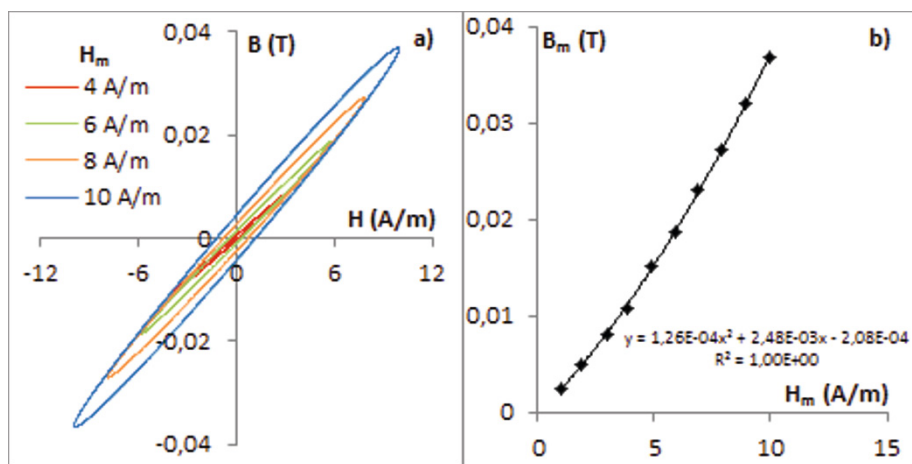 0,04
B (T)
a)
Hm
4 A/m
6 A/m
8 A/m
10 A/m
0,02
H (A/m)
0
-12
-6
0
6
12
-0,02
-0,04
0,04
Bm (T)
b)
0,03
0,02
0,01
y = 1,26E-04x² + 2,48E-03x - 2,08E-04
R² = 1,00E+00
Hm (A/m)
0
0
5
10
15